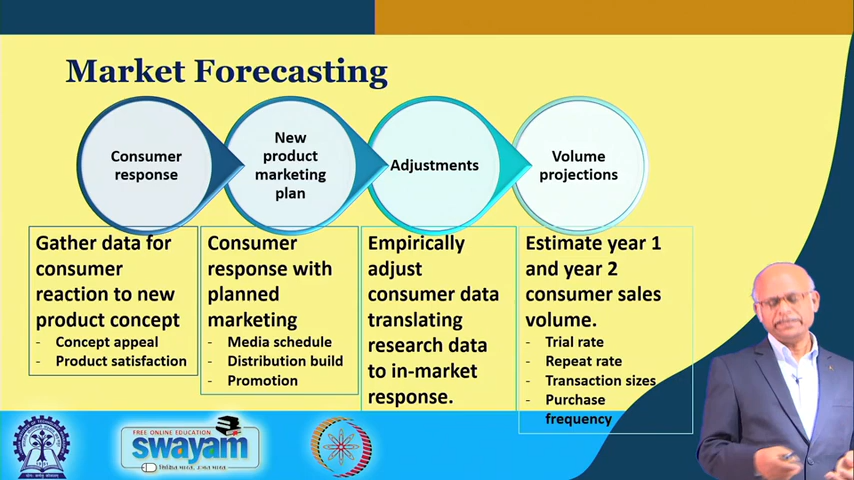 Market Forecasting
Consumer
response
New
product
marketing
plan
Adjustments
Volume
projections
Gather data for
consumer
reaction to new
product concept
- Concept appeal
- Product satisfaction
Consumer
response with
planned
marketing
- Media schedule
- Distribution build
- Promotion
Empirically
adjust
consumer data
translating
research data
to in-market
response.
Estimate year 1
and year 2
consumer sales
volume.
- Trial rate
- Repeat rate
- Transaction sizes
- Purchase
frequency
FREE ONLINE EDUCATION
swayam